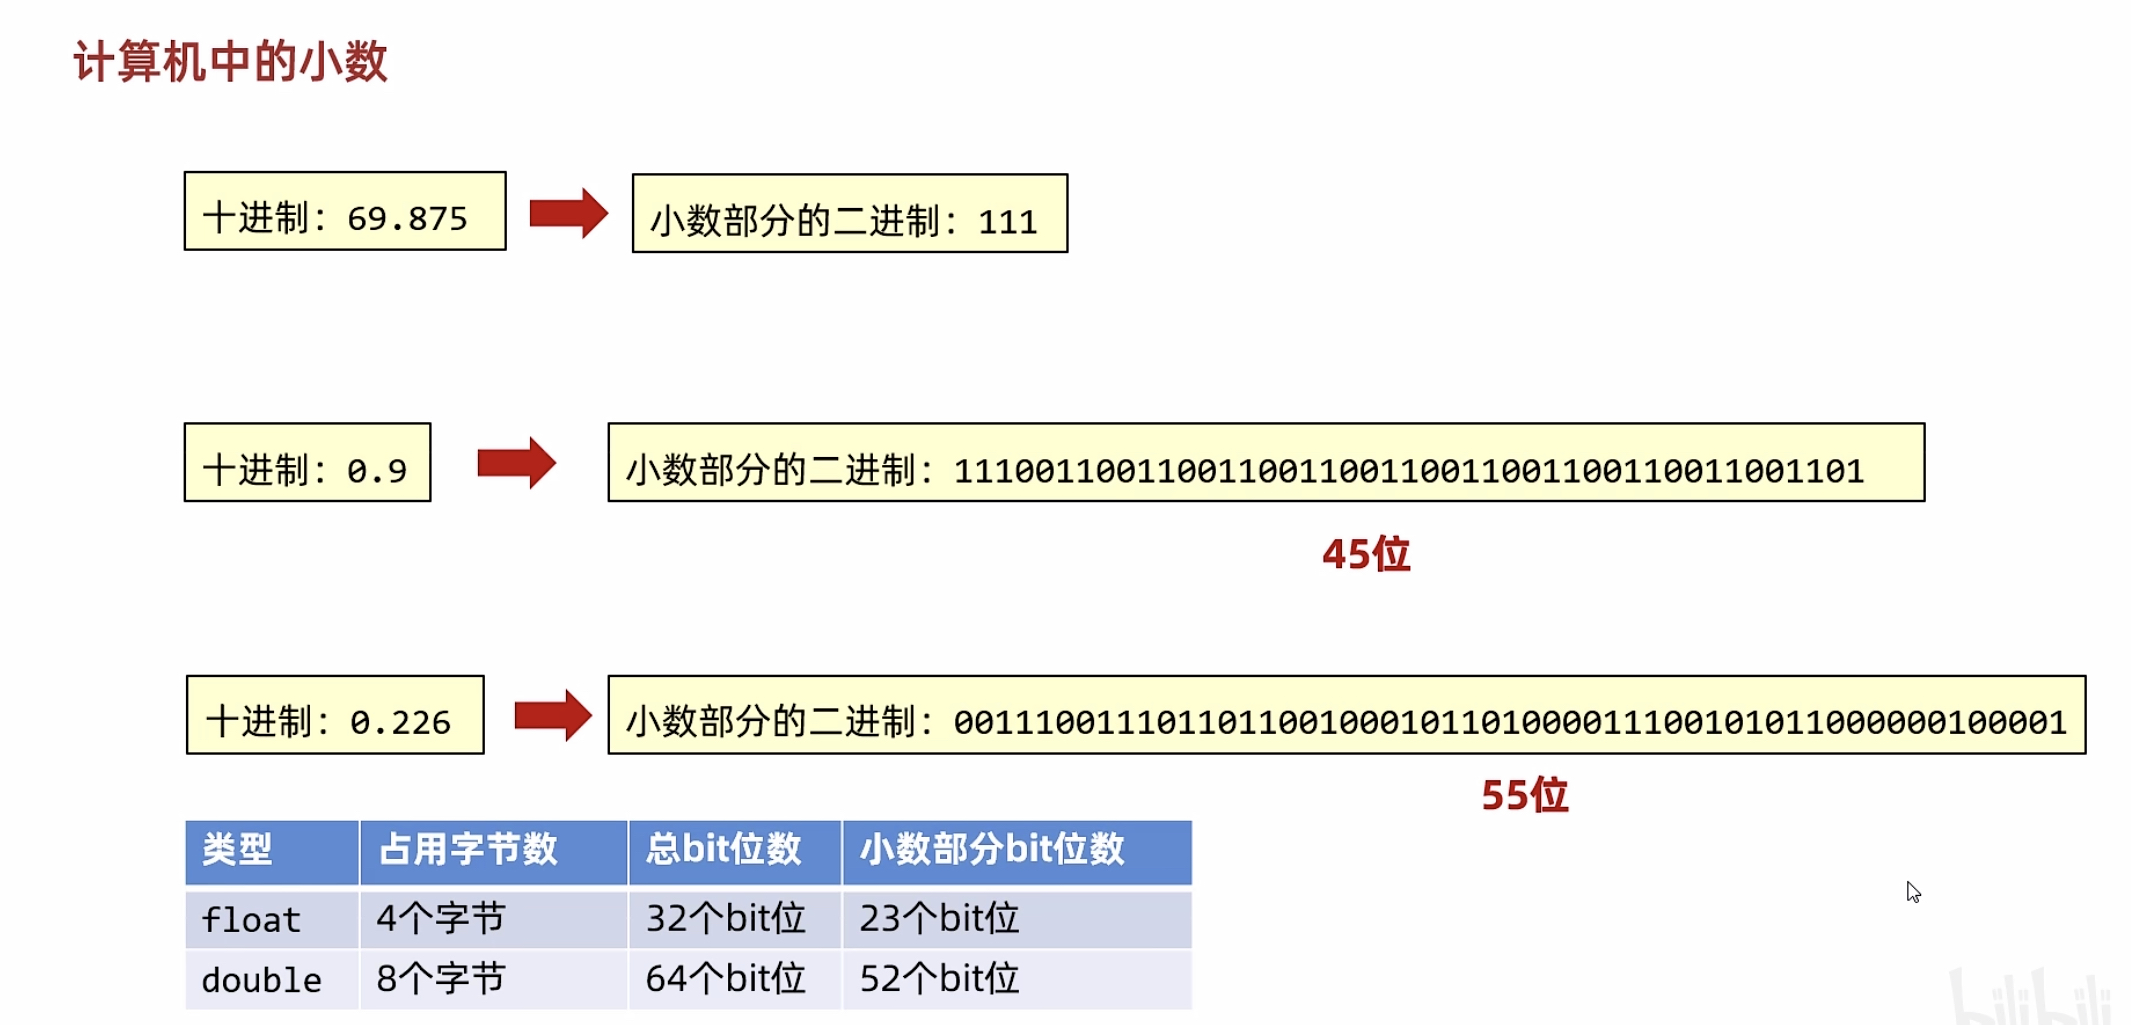 计算机中的小数
十进制：69.875
小数部分的二进制：111
十进制：0.9
小数部分的二进制：111001100110011001100110011001100110011001101
45位
十进制：0.226
小数部分的二进制：0011100111011011001000101101000011100101011000000100001
55位
类型 占用字节数 总bit位数 小数部分bit位数
float 4个字节 32个bit位 23个bit位
double 8个字节 64个bit位 52个bit位
bilibili